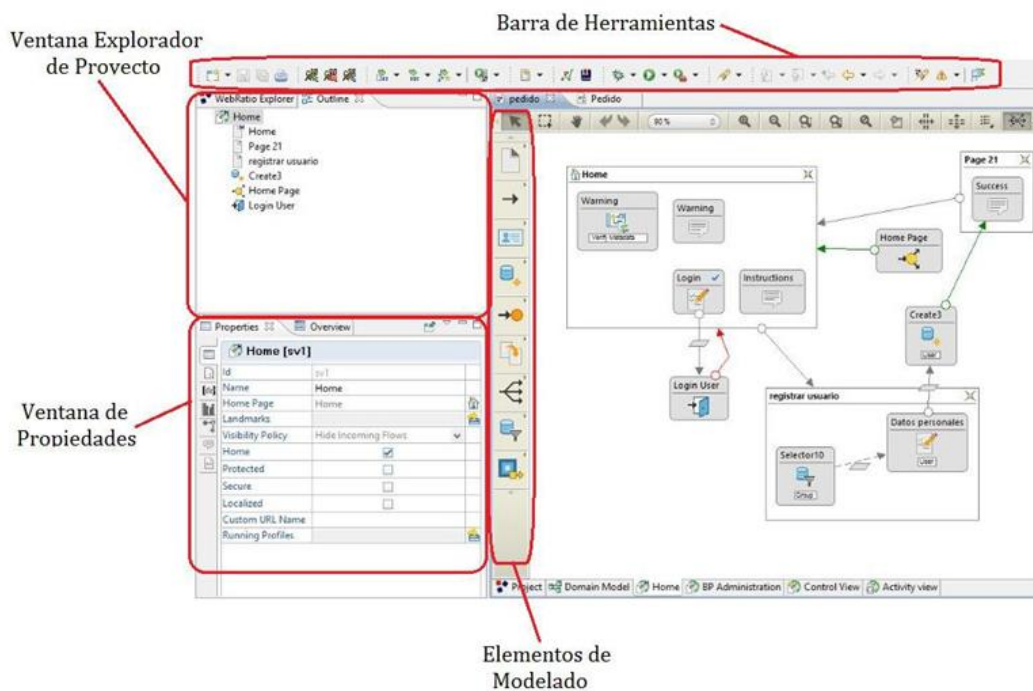 Barra de Herramientas
Ventana Explorador
de Proyecto
WebRatio Explorer
Outline
Home
Home
Page 21
registrar usuario
Create3
Home Page
Login User
pedido
Pedido
90 %
Home
Warning
Verify Metadata
Warning
Login
Instructions
Page 21
Success
Home Page
Create3
User
Login User
registrar usuario
Datos personales
User
Selector10
Group
Ventana de
Propiedades
Properties
Overview
Home [sv1]
Id sv1
Name Home
Home Page Home
Landmarks
Visibility Policy Hide Incoming Flows
Home
Protected
Secure
Localized
Custom URL Name
Running Profiles
Project Domain Model Home BP Administration Control View Activity view
Elementos de
Modelado